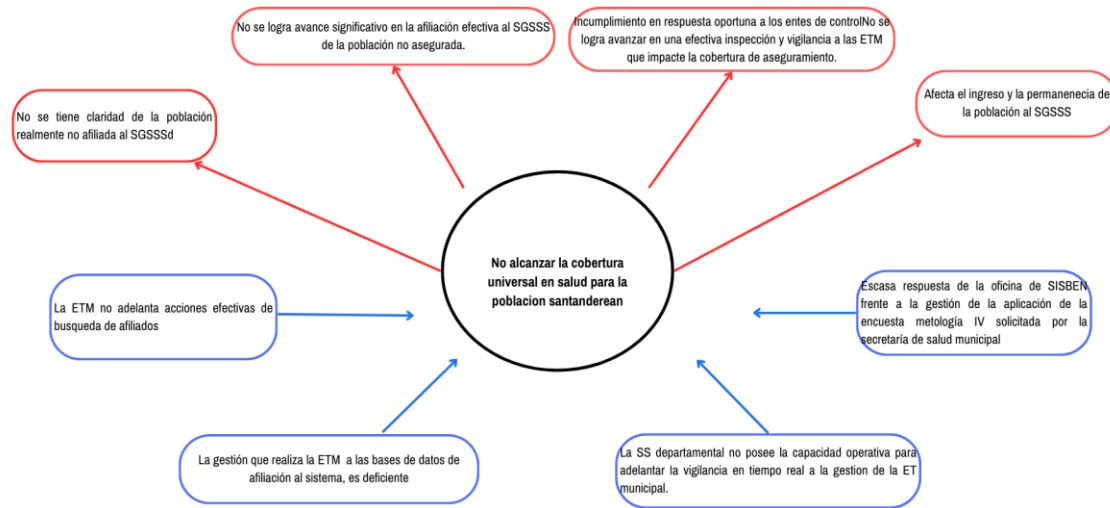 No se logra avance significativo en la afiliación efectiva al SGSSS
de la población no asegurada.
Incumplimiento en respuesta oportuna a los entes de controlNo se
logra avanzar en una efectiva inspección y vigilancia a las ETM
que impacte la cobertura de aseguramiento.
No se tiene claridad de la población
realmente no afiliada al SGSSSd
Afecta el ingreso y la permanenecia de
la población al SGSSS
No alcanzar la cobertura
universal en salud para la
poblacion santanderean
La ETM no adelanta acciones efectivas de
busqueda de afiliados
Escasa respuesta de la oficina de SISBEN
frente a la gestión de la aplicación de la
encuesta metología IV solicitada por la
secretaría de salud municipal
La gestión que realiza la ETM a las bases de datos de
afiliación al sistema, es deficiente
La SS departamental no posee la capacidad operativa para
adelantar la vigilancia en tiempo real a la gestion de la ET
municipal.